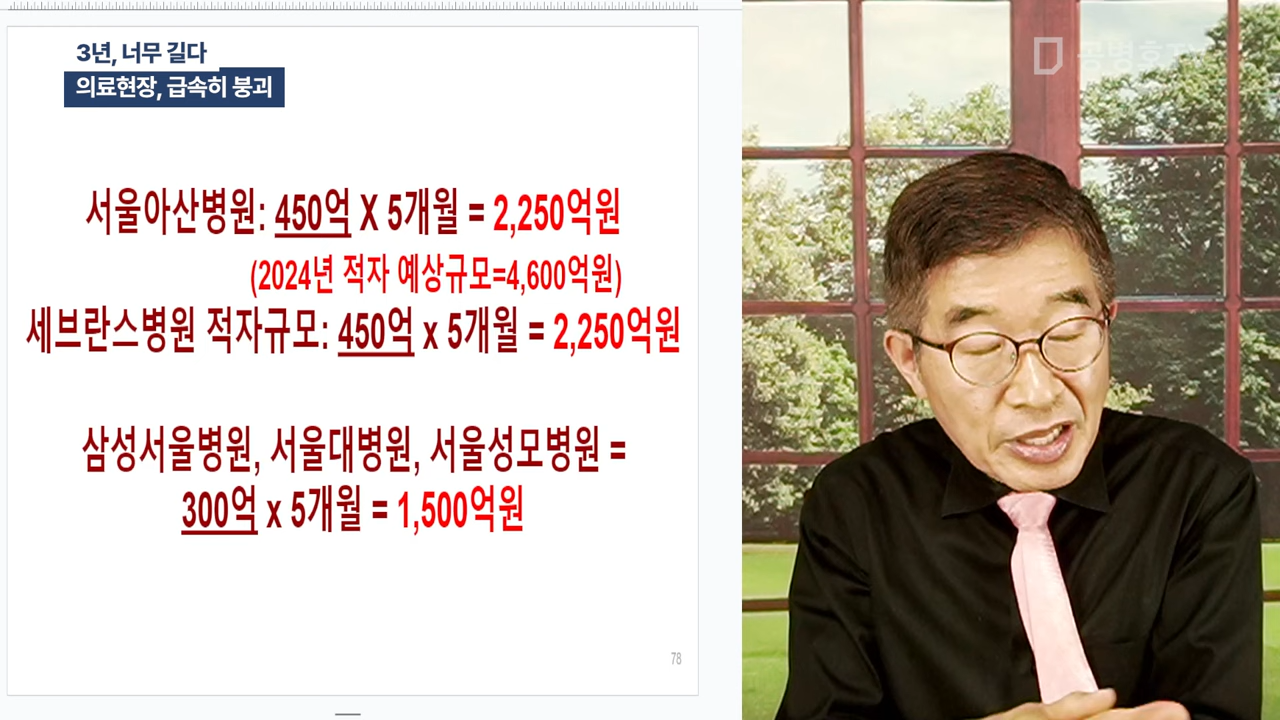 3년, 너무 길다
의료현장, 급속히 붕괴
서울아산병원: 450억 X 5개월 = 2,250억원
(2024년 적자 예상규모=4,600억원)
세브란스병원 적자규모: 450억 x 5개월 = 2,250억원
삼성서울병원, 서울대병원, 서울성모병원 =
300억 x 5개월 = 1,500억원
78
공병호